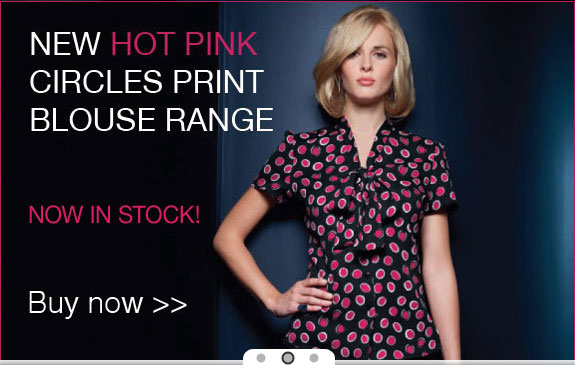 NEW HOT PINK
CIRCLES PRINT
BLOUSE RANGE
NOW IN STOCK!
Buy now >>